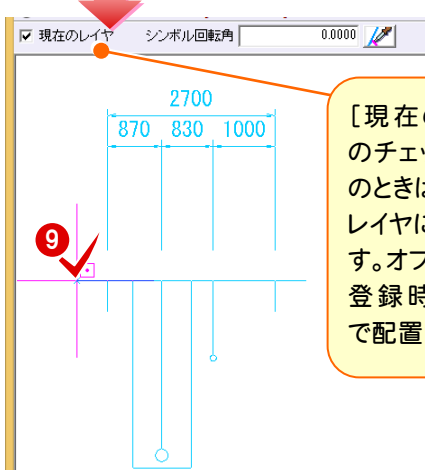 現在のレイヤ シンボル回転角 0.0000
2700
870 830 1000
9
[現在の
のチェッ
のときは
レイヤに
す。オフ
登録時
で配置